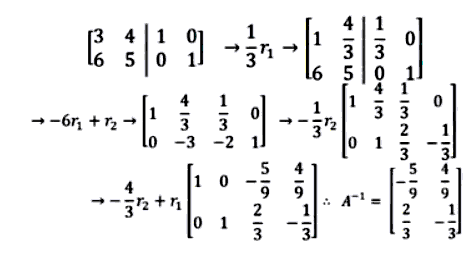 [3 4 | 1 0; 6 5 | 0 1] → 1/3 r₁ → [1 4/3 | 1/3 0; 6 5 | 0 1]
→ -6r₁ + r₂ → [1 4/3 1/3 0; 0 -3 -2 1] → -1/3 r₂ [1 4/3 1/3 0; 0 1 2/3 -1/3]
→ -4/3 r₂ + r₁ [1 0 -5/9 4/9; 0 1 2/3 -1/3] ∴ A⁻¹ = [-5/9 4/9; 2/3 -1/3]